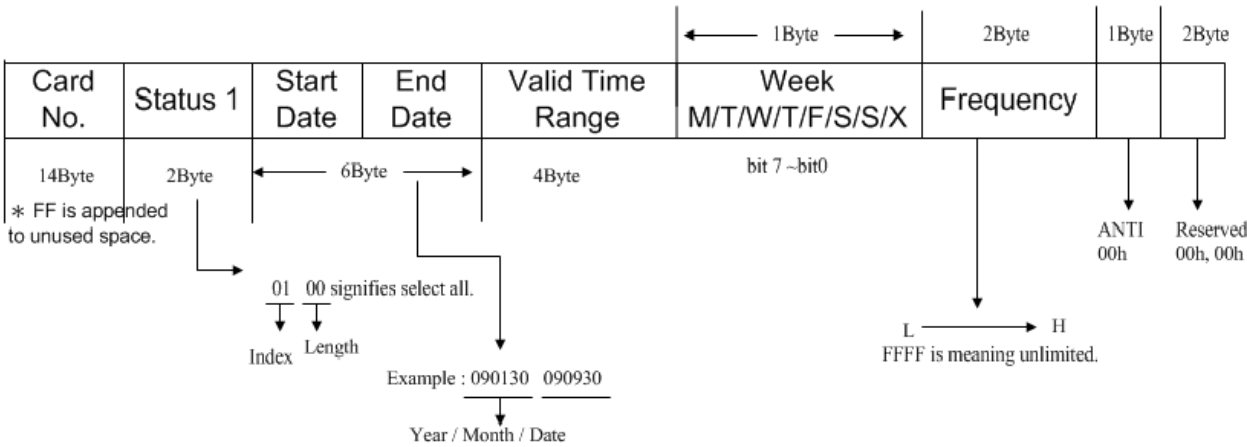 1Byte 2Byte 1Byte 2Byte
Card No. Status 1 Start Date End Date Valid Time Range Week M/T/W/T/F/S/S/X Frequency
14Byte 2Byte 6Byte 4Byte bit 7 ~bit0
* FF is appended
to unused space.
ANTI 00h Reserved 00h, 00h
01 00 signifies select all.
Index Length
L H
FFFF is meaning unlimited.
Example : 090130 090930
Year / Month / Date